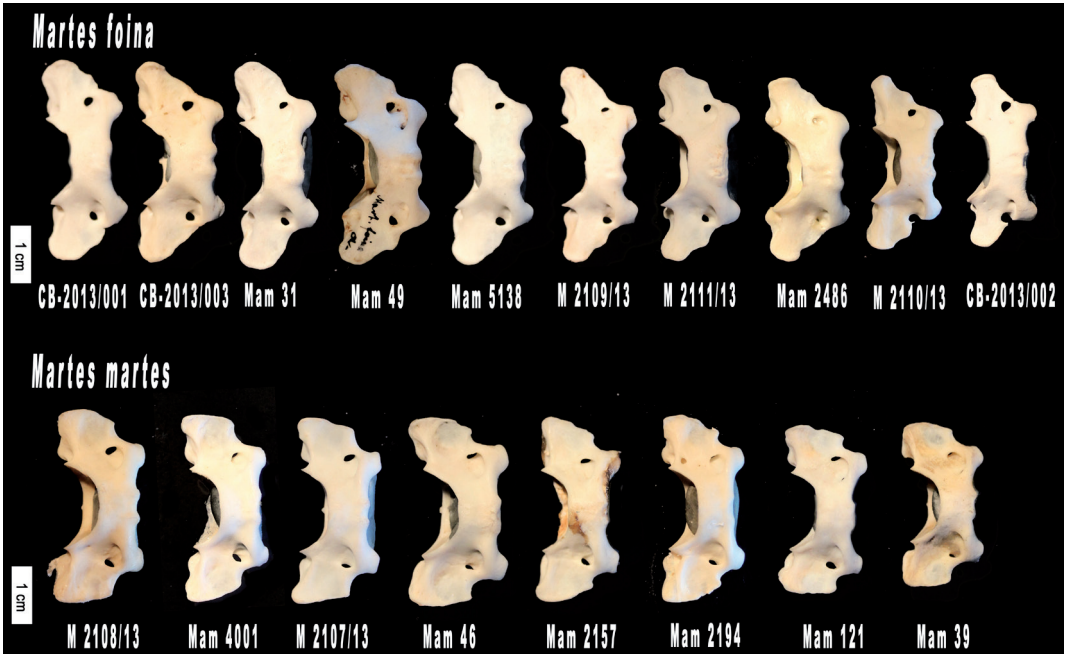 Martes foina
1 cm
CB-2013/001 CB-2013/003 Mam 31 Mam 49 Mam 5138 M 2109/13 M 2111/13 Mam 2486 M 2110/13 CB-2013/002
Martes martes
1 cm
M 2108/13 Mam 4001 M 2107/13 Mam 46 Mam 2157 Mam 2194 Mam 121 Mam 39